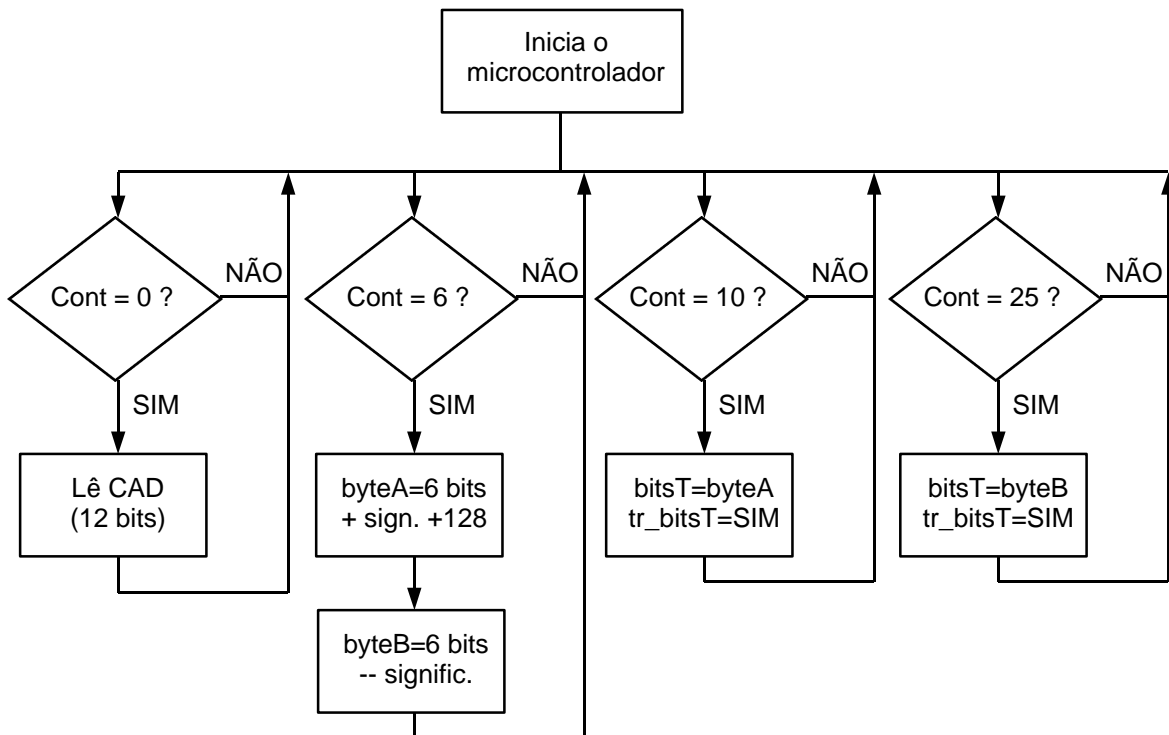 Inicia o
microcontrolador
Cont = 0 ?
NÃO
SIM
Lê CAD
(12 bits)
Cont = 6 ?
NÃO
SIM
byteA=6 bits
+ sign. +128
byteB=6 bits
-- signific.
Cont = 10 ?
NÃO
SIM
bitsT=byteA
tr_bitsT=SIM
Cont = 25 ?
NÃO
SIM
bitsT=byteB
tr_bitsT=SIM